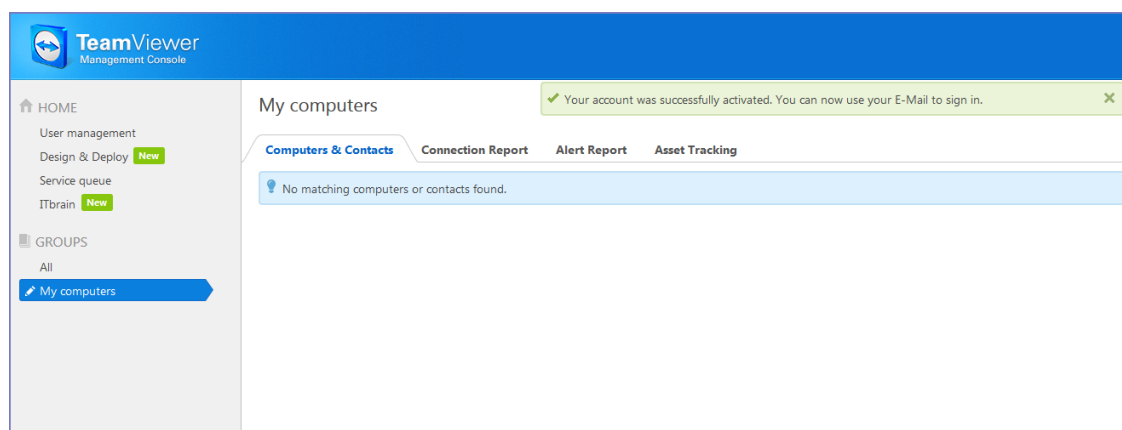 TeamViewer
Management Console
HOME
User management
Design & Deploy New
Service queue
ITbrain New
GROUPS
All
My computers
My computers
Your account was successfully activated. You can now use your E-Mail to sign in.
Computers & Contacts Connection Report Alert Report Asset Tracking
No matching computers or contacts found.